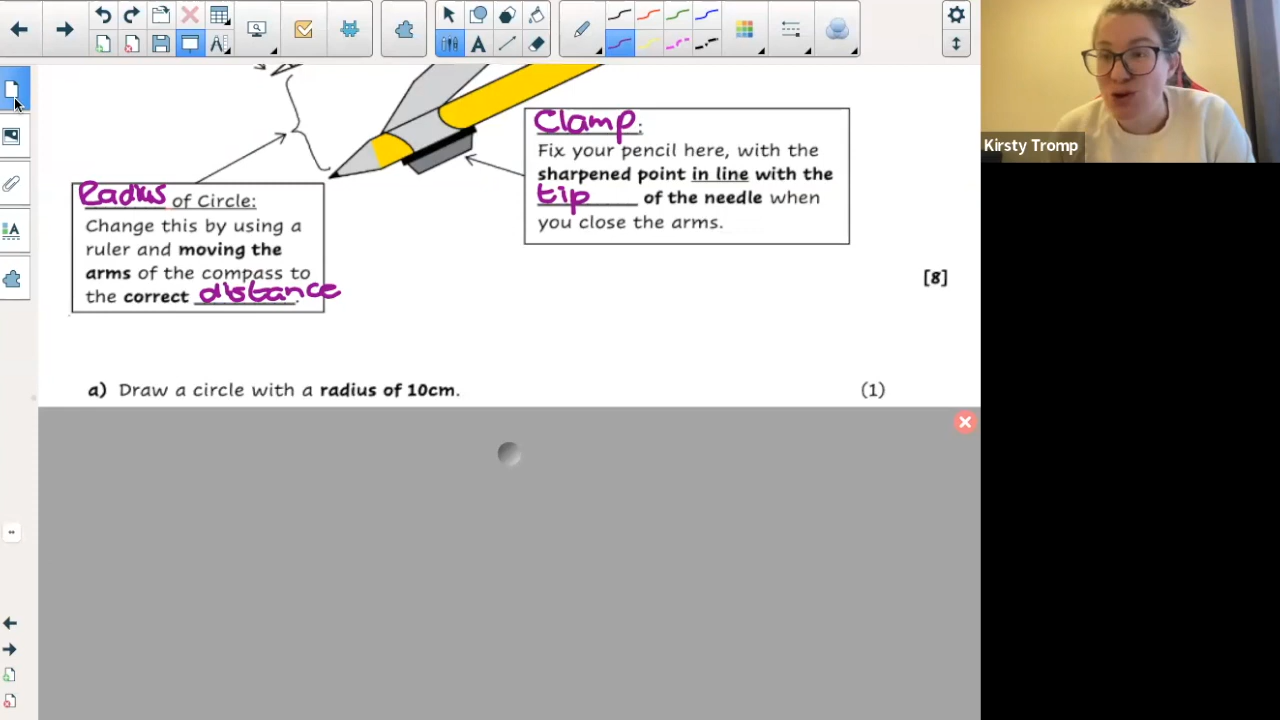 Kirsty Tromp
Clamp:
Fix your pencil here, with the
sharpened point in line with the
tip of the needle when
you close the arms.
Radius of Circle:
Change this by using a
ruler and moving the
arms of the compass to
the correct distance.
[8]
a) Draw a circle with a radius of 10cm. (1)